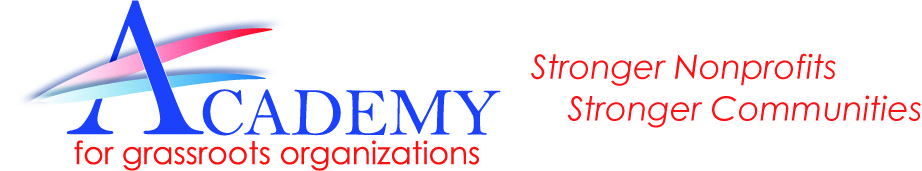 ACADEMY
for grassroots organizations
Stronger Nonprofits
Stronger Communities